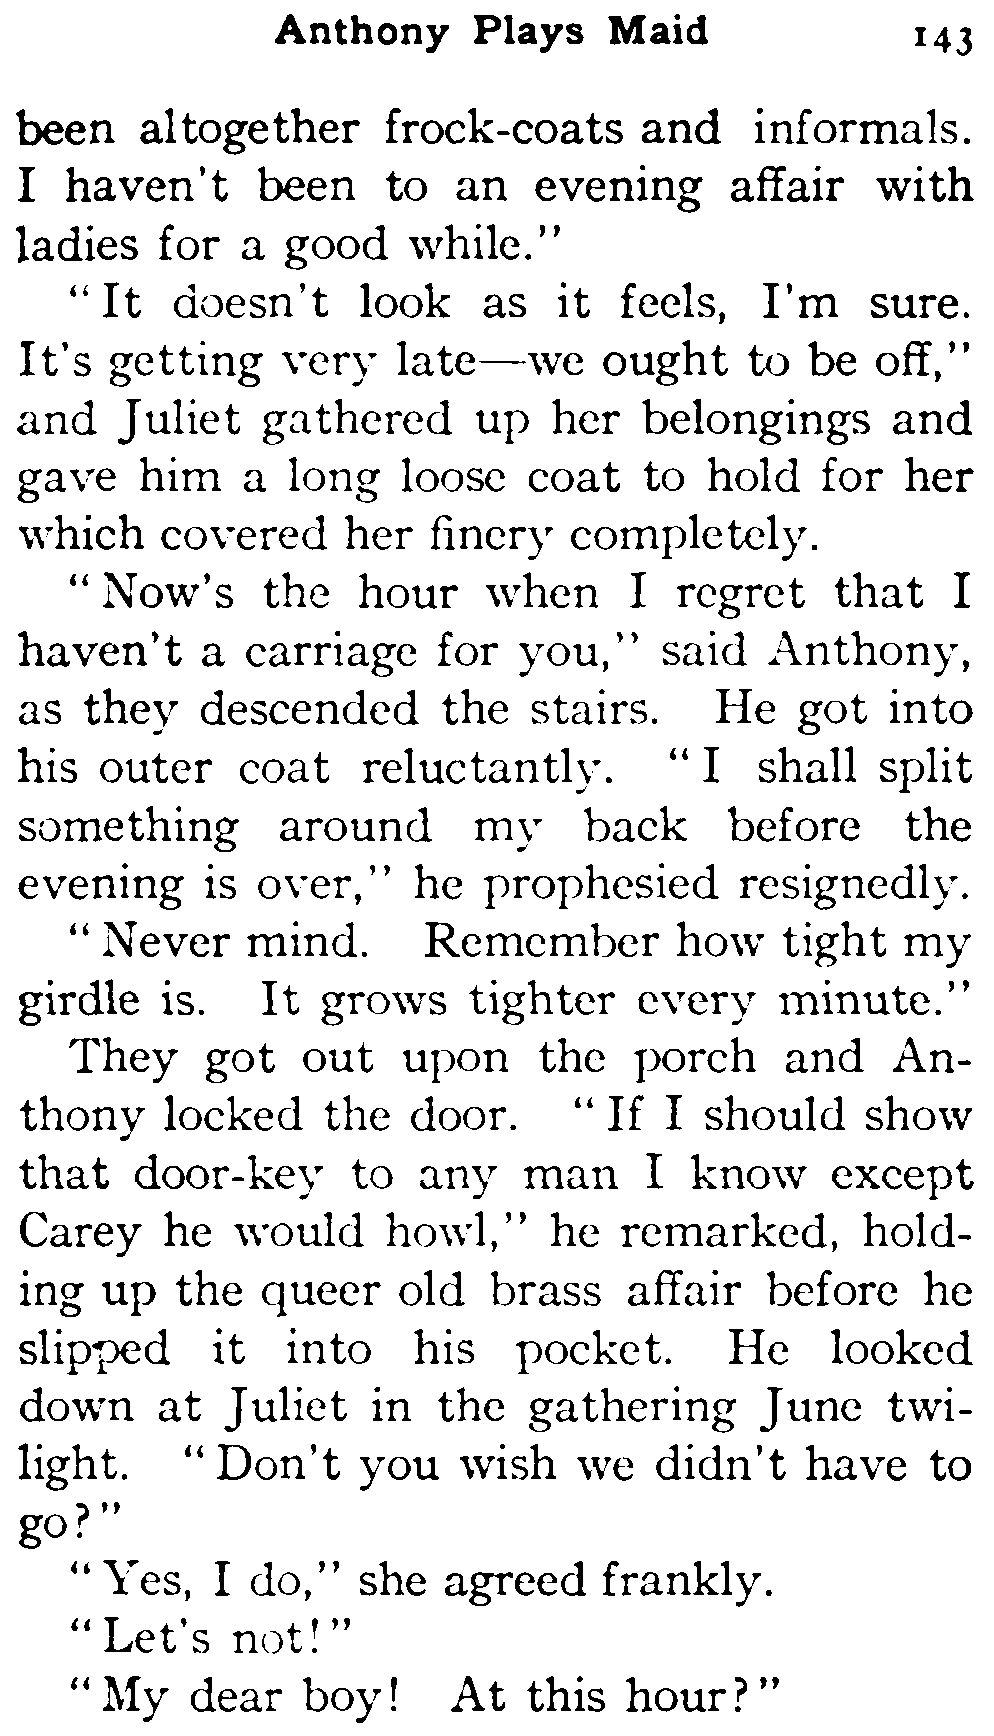 Anthony Plays Maid 143
been altogether frock-coats and informals.
I haven't been to an evening affair with
ladies for a good while."
"It doesn't look as it feels, I'm sure.
It's getting very late—we ought to be off,"
and Juliet gathered up her belongings and
gave him a long loose coat to hold for her
which covered her finery completely.
"Now's the hour when I regret that I
haven't a carriage for you," said Anthony,
as they descended the stairs. He got into
his outer coat reluctantly. "I shall split
something around my back before the
evening is over," he prophesied resignedly.
"Never mind. Remember how tight my
girdle is. It grows tighter every minute."
They got out upon the porch and An-
thony locked the door. "If I should show
that door-key to any man I know except
Carey he would howl," he remarked, hold-
ing up the queer old brass affair before he
slipped it into his pocket. He looked
down at Juliet in the gathering June twi-
light. "Don't you wish we didn't have to
go?"
"Yes, I do," she agreed frankly.
"Let's not!"
"My dear boy! At this hour?"